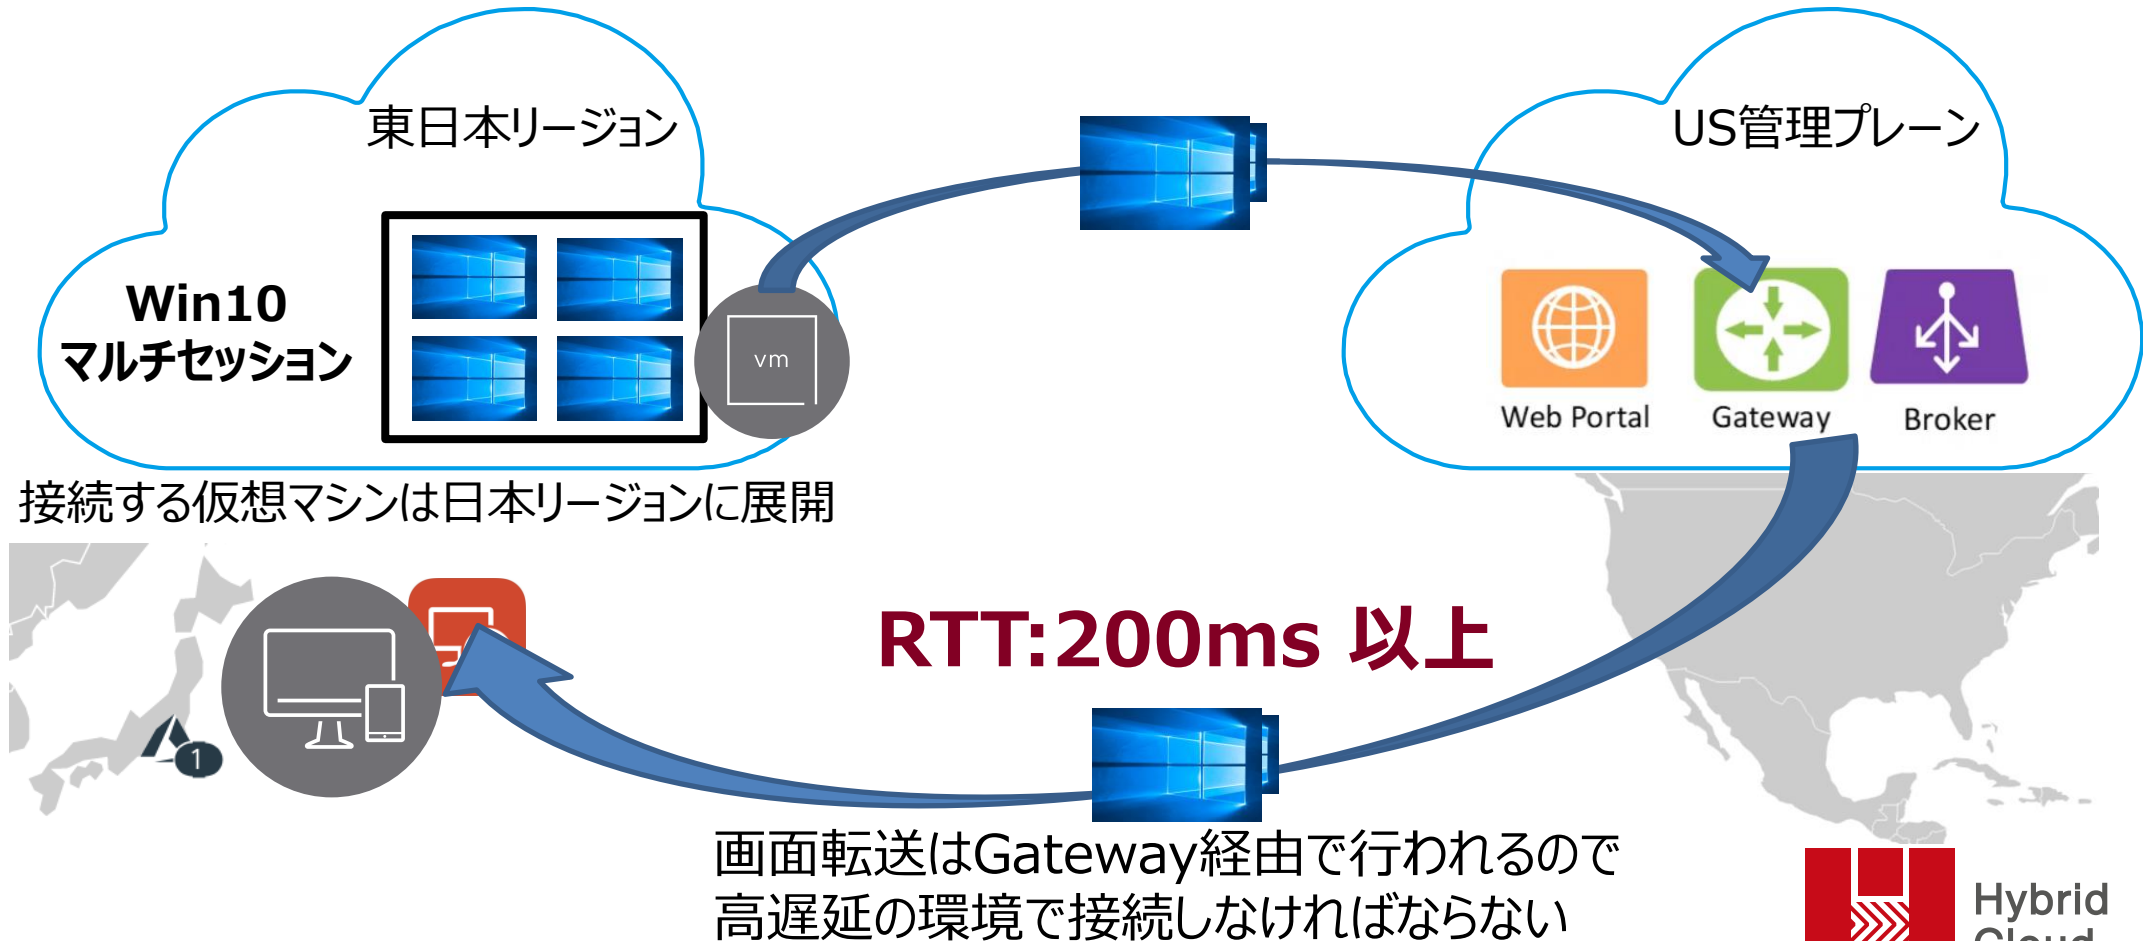 東日本リージョン
US管理プレーン
Win10
マルチセッション
vm
Web Portal
Gateway
Broker
接続する仮想マシンは日本リージョンに展開
RTT:200ms 以上
1
画面転送はGateway経由で行われるので
高遅延の環境で接続しなければならない
Hybrid
Cloud